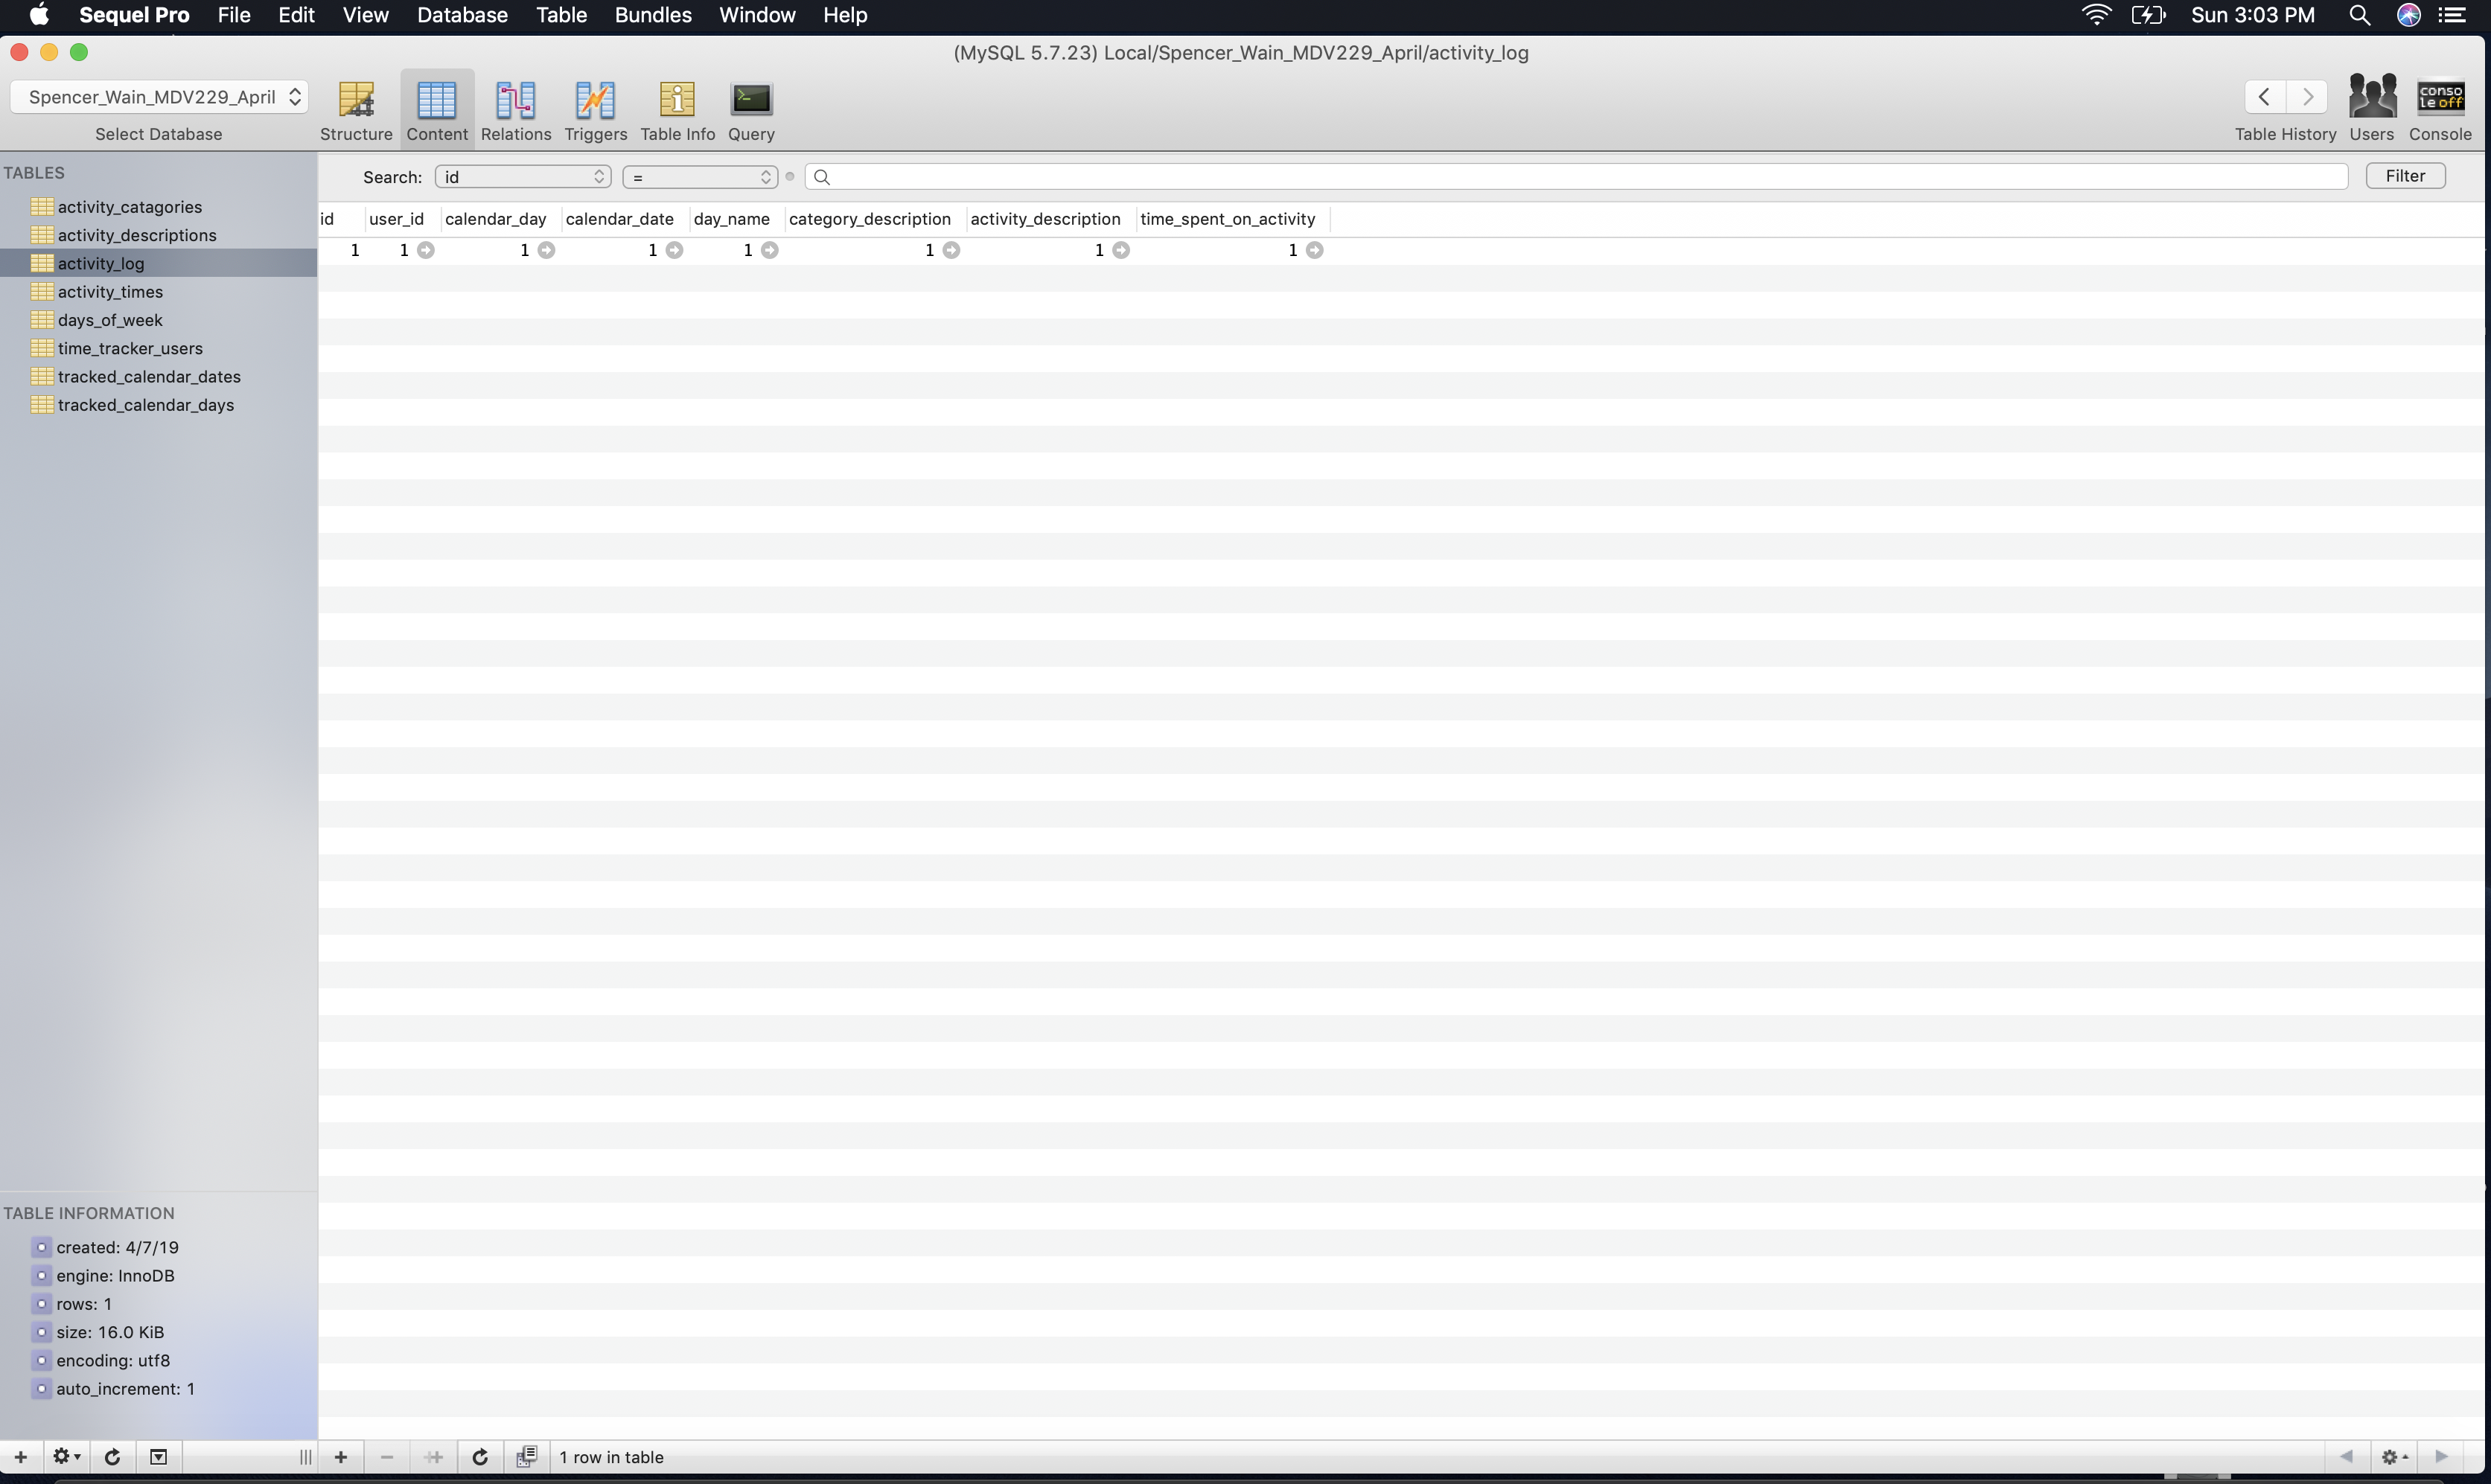 Sequel Pro File Edit View Database Table Bundles Window Help Sun 3:03 PM
(MySQL 5.7.23) Local/Spencer_Wain_MDV229_April/activity_log
Spencer_Wain_MDV229_April
conso
le off
Select Database Structure Content Relations Triggers Table Info Query Table History Users Console
TABLES
Search: id = Filter
activity_catagories
activity_descriptions
activity_log
activity_times
days_of_week
time_tracker_users
tracked_calendar_dates
tracked_calendar_days
id user_id calendar_day calendar_date day_name category_description activity_description time_spent_on_activity
1 1 1 1 1 1 1 1
TABLE INFORMATION
created: 4/7/19
engine: InnoDB
rows: 1
size: 16.0 KiB
encoding: utf8
auto_increment: 1
1 row in table